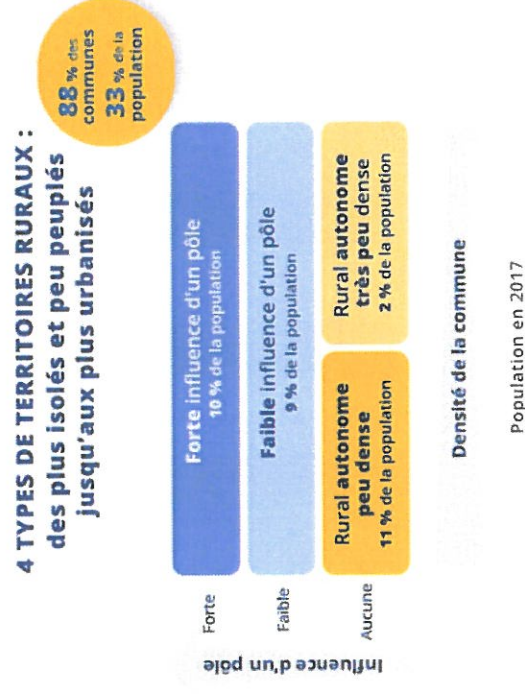 4 TYPES DE TERRITOIRES RURAUX :
des plus isolés et peu peuplés
jusqu'aux plus urbanisés
88 % des
communes
33 % de la
population
Influence d'un pôle
Forte
Forte influence d'un pôle
10 % de la population
Faible
Faible influence d'un pôle
9 % de la population
Aucune
Rural autonome
peu dense
11 % de la population
Rural autonome
très peu dense
2 % de la population
Densité de la commune
Population en 2017